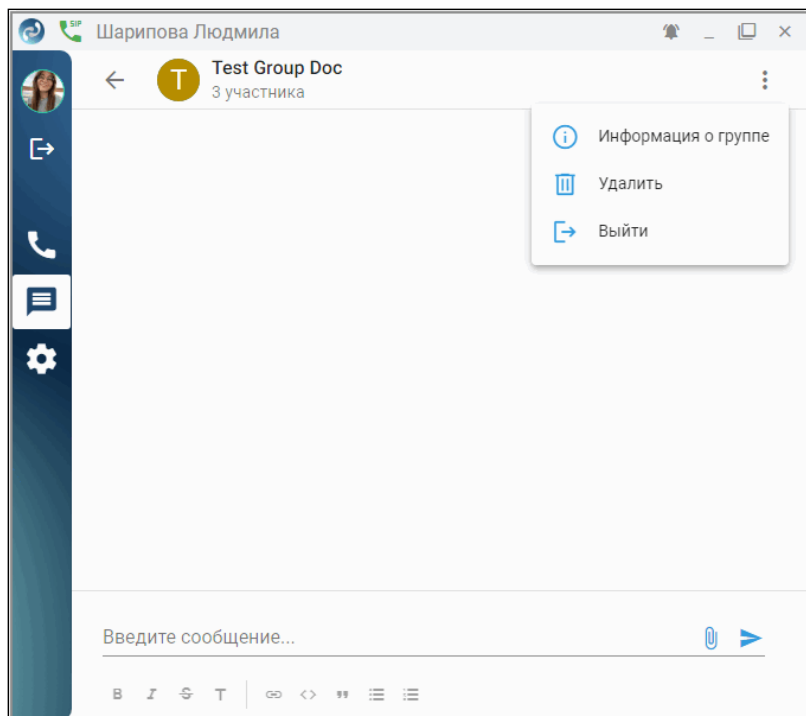 SIP
Шарипова Людмила
T
Test Group Doc
3 участника
Информация о группе
Удалить
Выйти
Введите сообщение...
B I S T